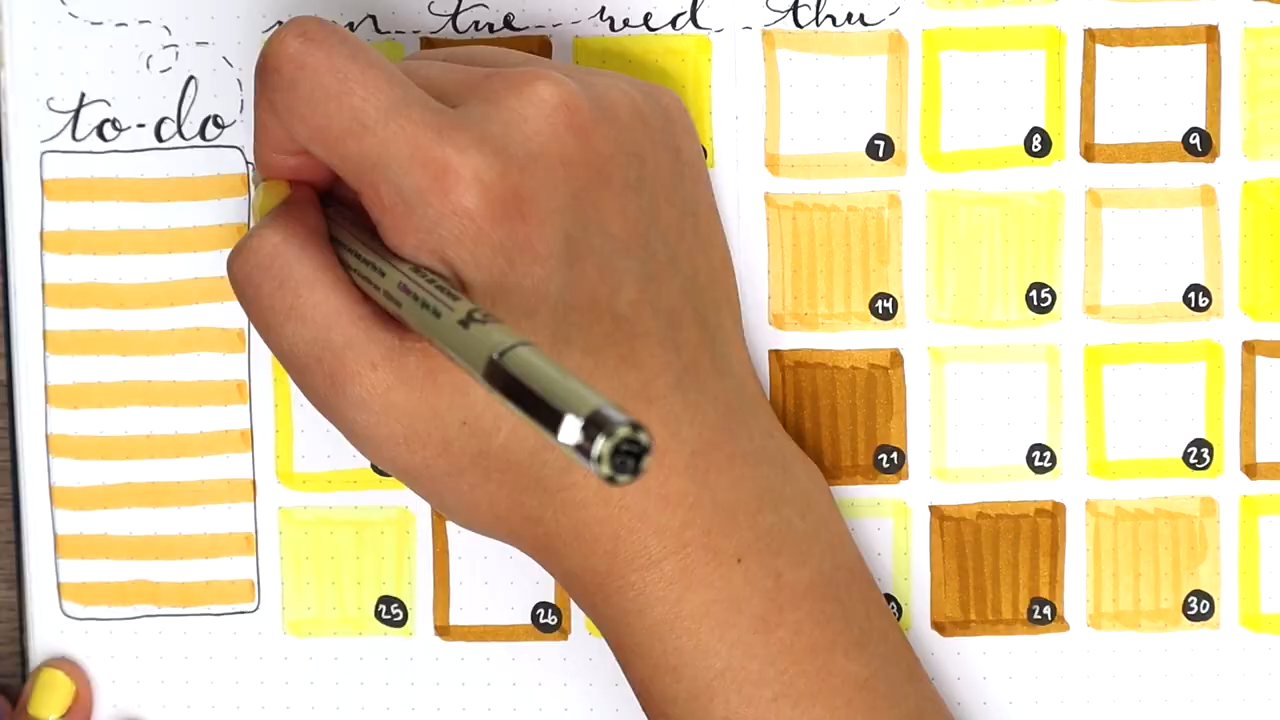 tue wed thu
to-do
7 8 9
14 15 16
21 22 23
25 26 29 30